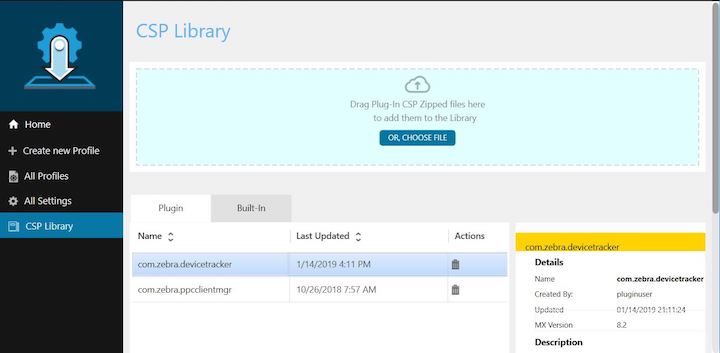 CSP Library
Drag Plug-In CSP Zipped files here
to add them to the Library
OR, CHOOSE FILE
Home
Create new Profile
All Profiles
All Settings
CSP Library
Plugin Built-In
Name Last Updated Actions
com.zebra.devicetracker 1/14/2019 4:11 PM
com.zebra.ppcclientmgr 10/26/2018 7:57 AM
com.zebra.devicetracker
Details
Name com.zebra.devicetracker
Created By: pluginuser
Updated 01/14/2019 21:11:24
MX Version 8.2
Description